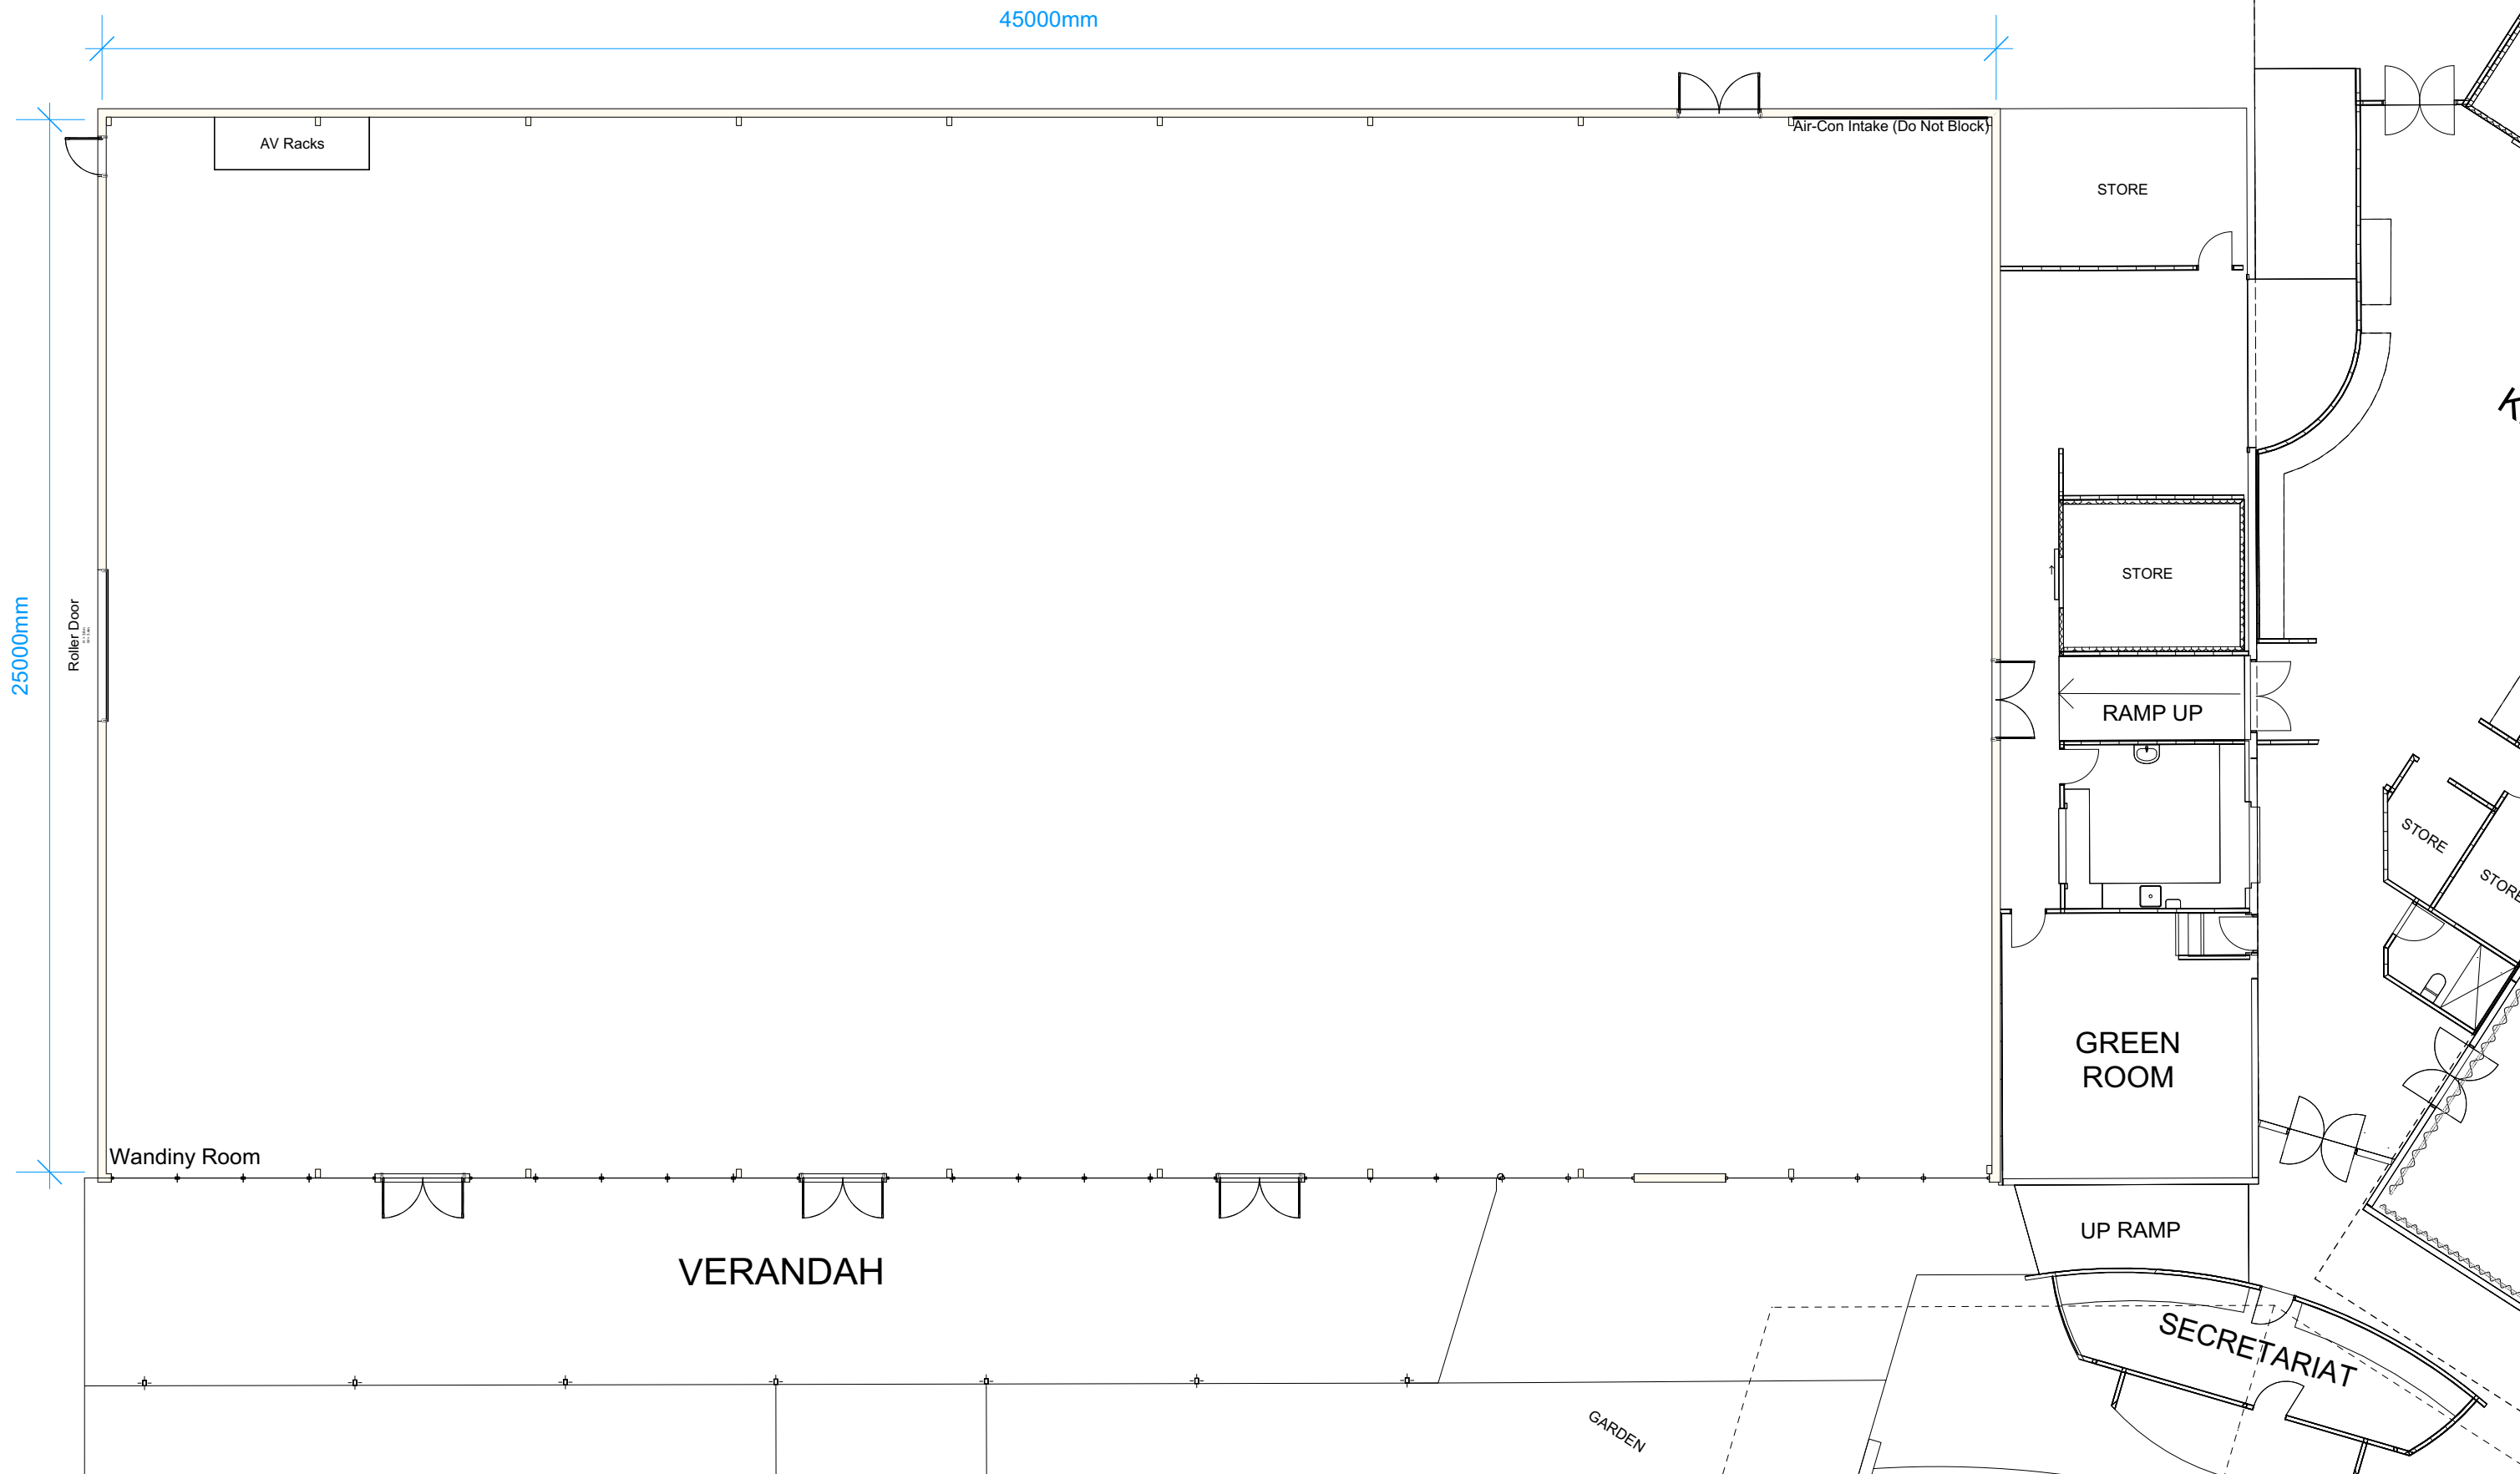 45000mm
AV Racks
Air-Con Intake (Do Not Block)
STORE
STORE
25000mm
Roller Door
RAMP UP
STORE
STORE
GREEN
ROOM
Wandiny Room
UP RAMP
VERANDAH
SECRETARIAT
GARDEN